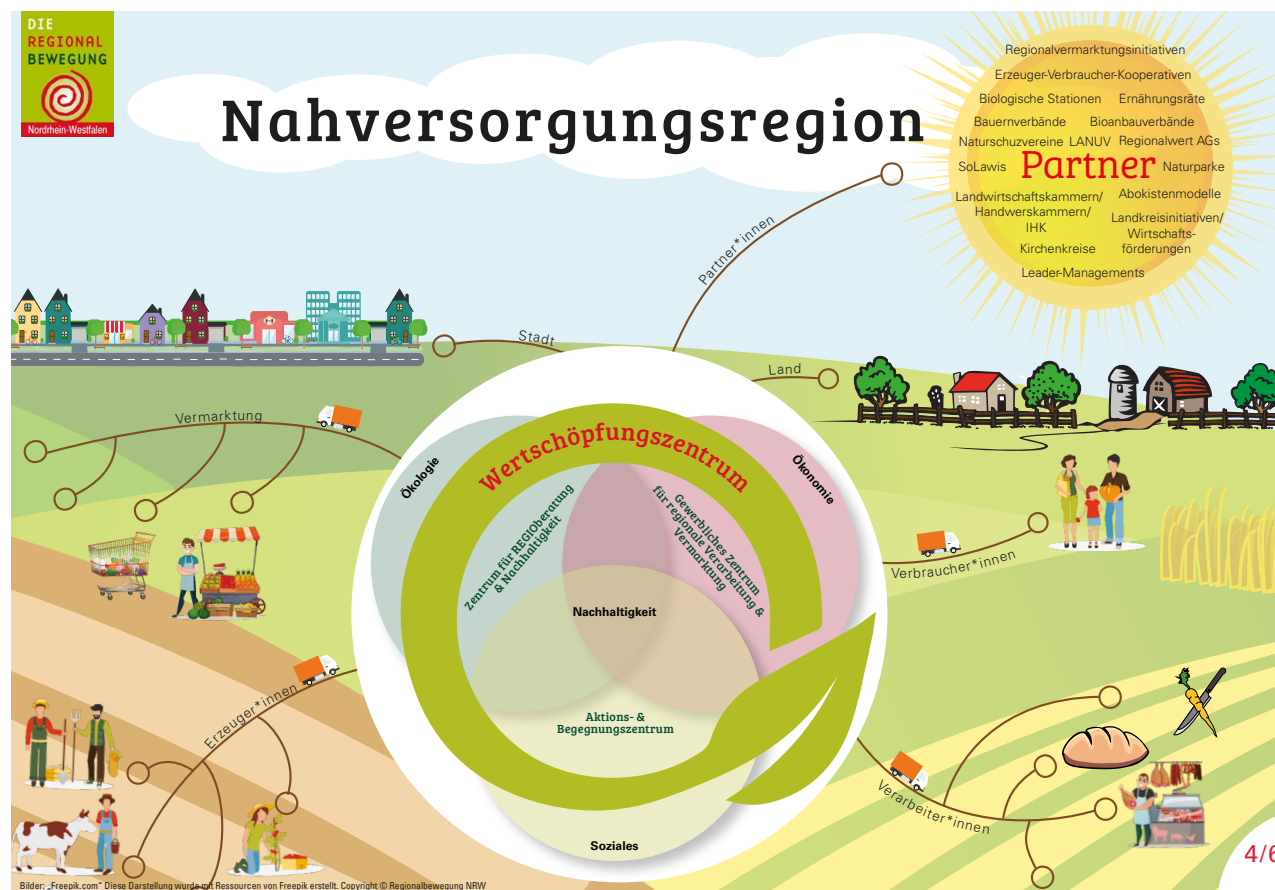 DIE
REGIONAL
BEWEGUNG
Nordrhein-Westfalen
Nahversorgungsregion
Regionalvermarktungsinitiativen
Erzeuger-Verbraucher-Kooperativen
Biologische Stationen Ernährungsräte
Bauernverbände Bioanbauverbände
Naturschuzvereine LANUV Regionalwert AGs
SoLawis Partner Naturparke
Landwirtschaftskammern/
Handwerskammern/
IHK
Abokistenmodelle
Landkreisinitiativen/
Wirtschafts-
förderungen
Kirchenkreise
Leader-Managements
Partner*innen
Stadt
Land
Vermarktung
Ökologie
Wertschöpfungszentrum
Ökonomie
Zentrum für REGIOberatung
& Nachhaltigkeit
Gewerbliches Zentrum
für regionale Verarbeitung &
Vermarktung
Verbraucher*innen
Nachhaltigkeit
Erzeuger*innen
Aktions- &
Begegnungszentrum
Verarbeiter*innen
Soziales
4/6
Bilder: „Freepik.com" Diese Darstellung wurde mit Ressourcen von Freepik erstellt. Copyright © Regionalbewegung NRW